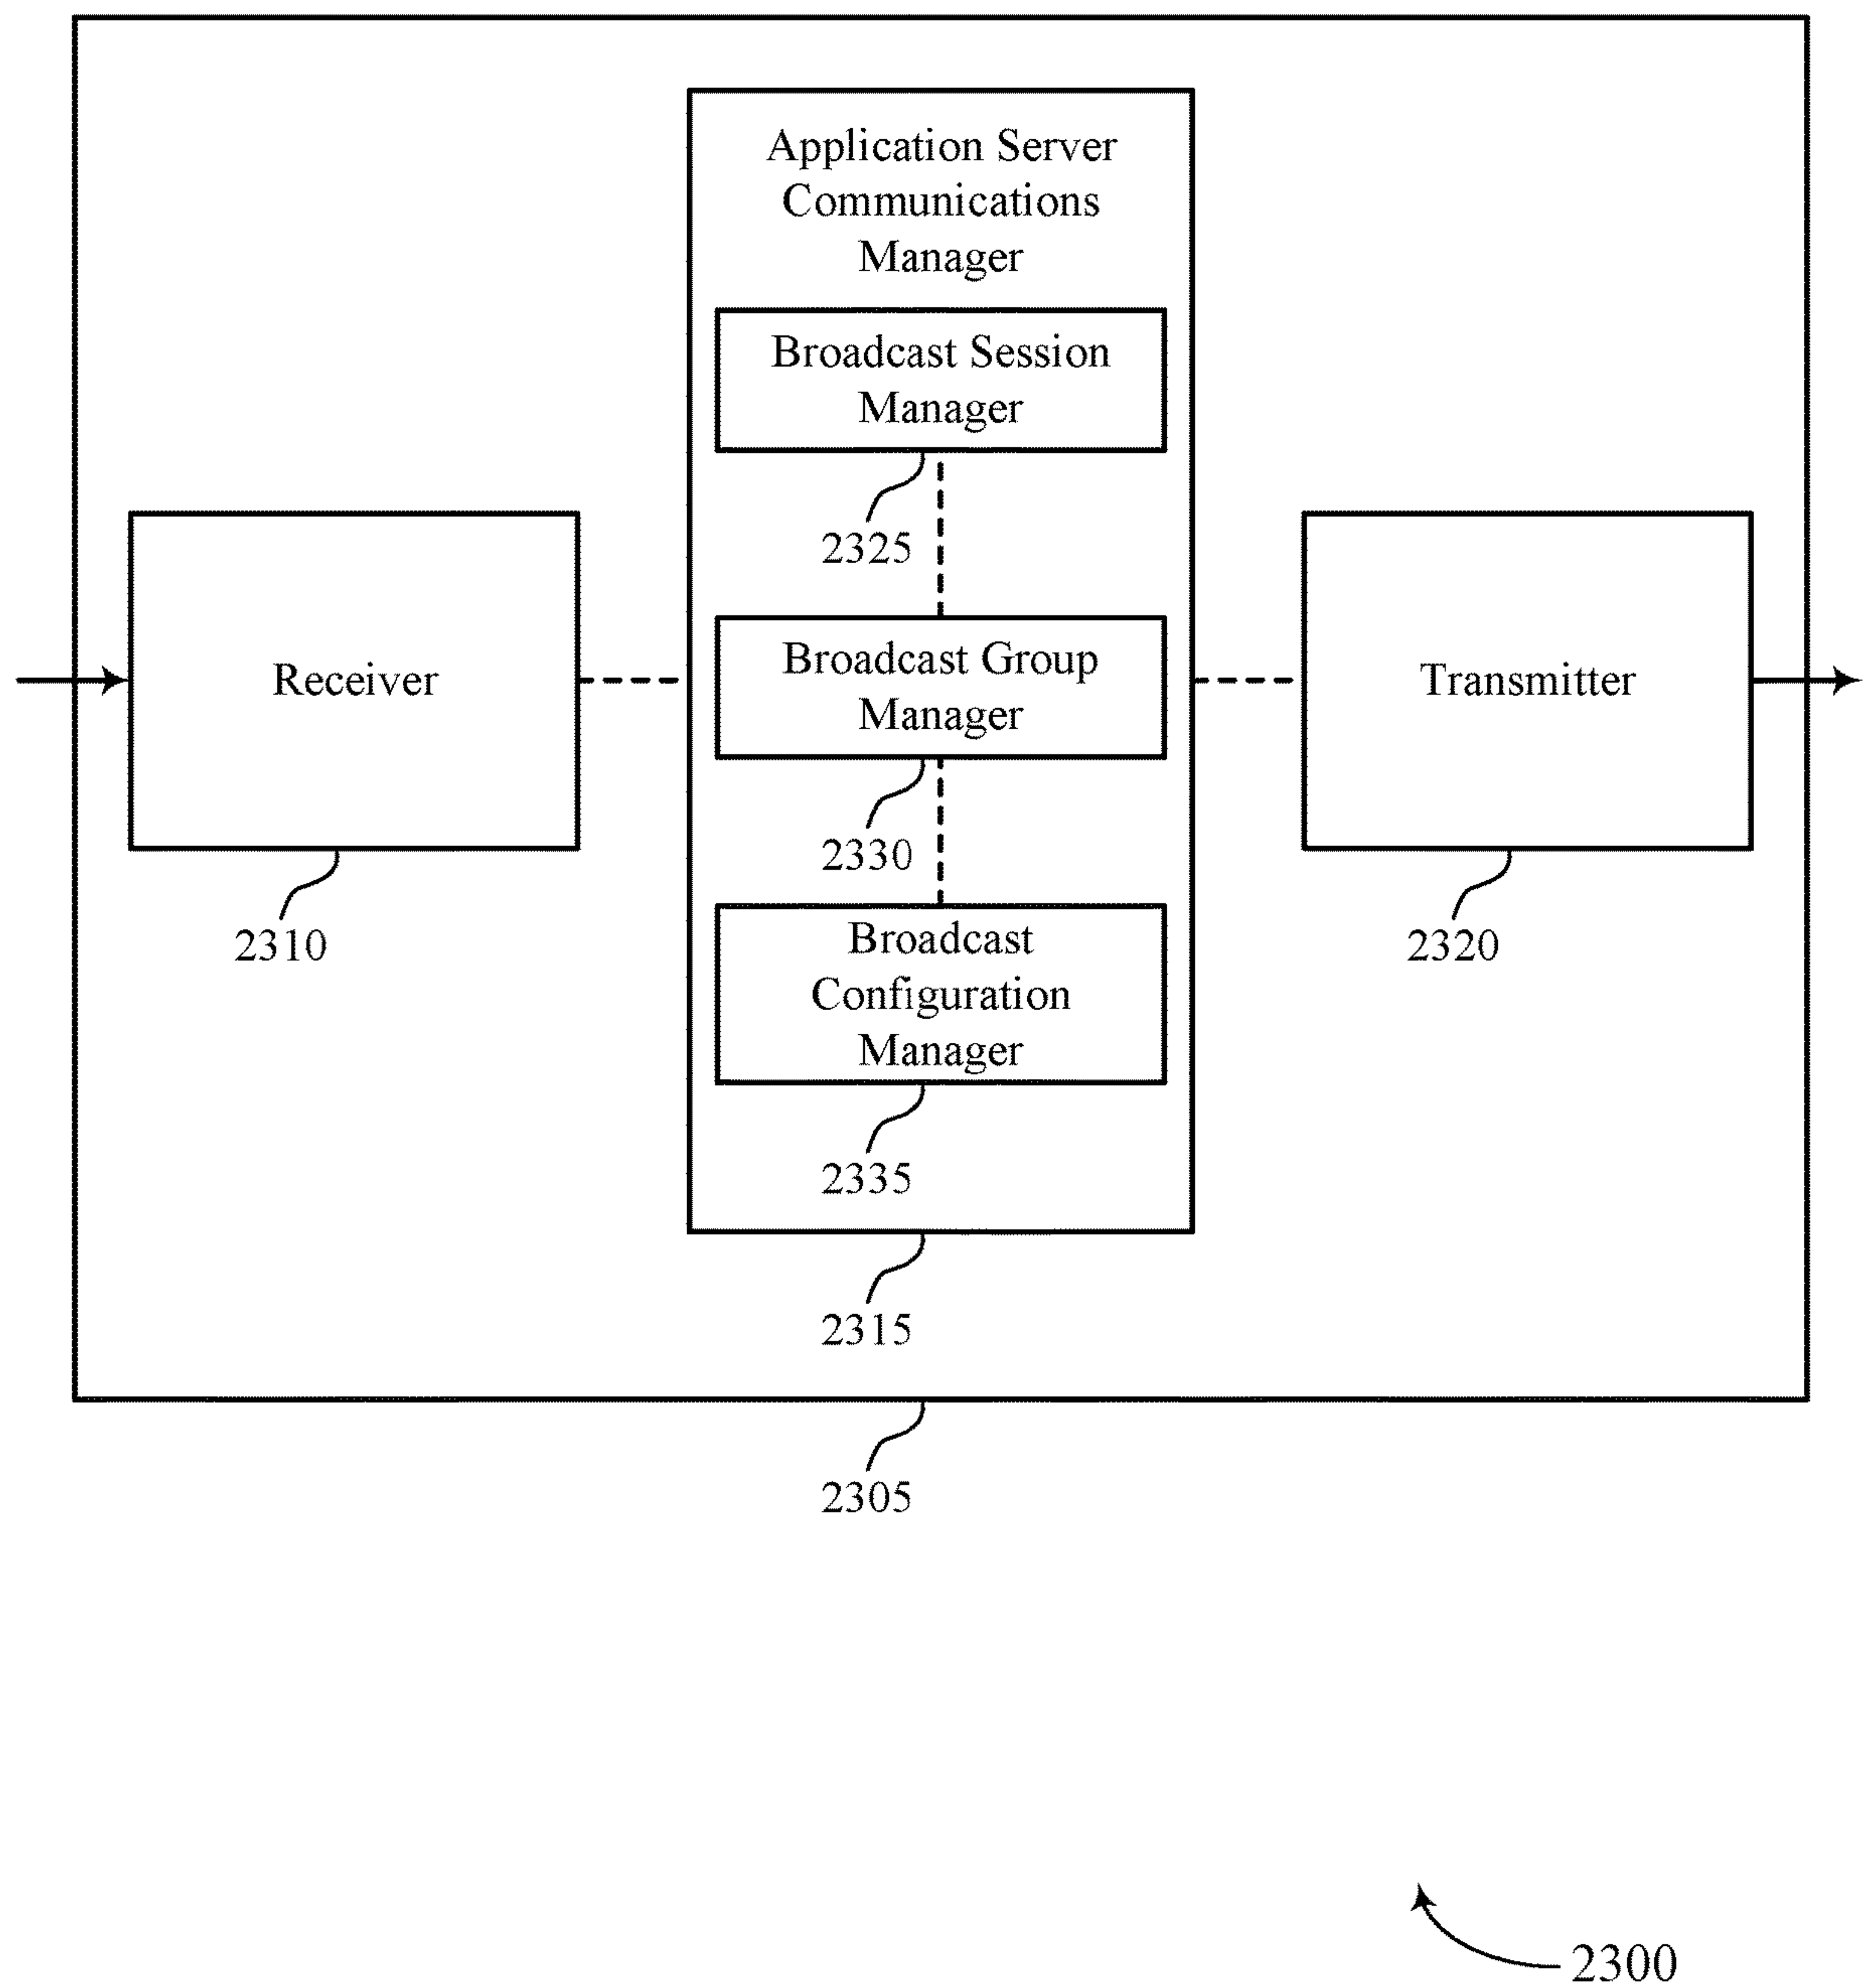 Application Server
Communications
Manager
Broadcast Session
Manager
2325
Receiver
2310
Broadcast Group
Manager
2330
Transmitter
2320
Broadcast
Configuration
Manager
2335
2315
2305
2300